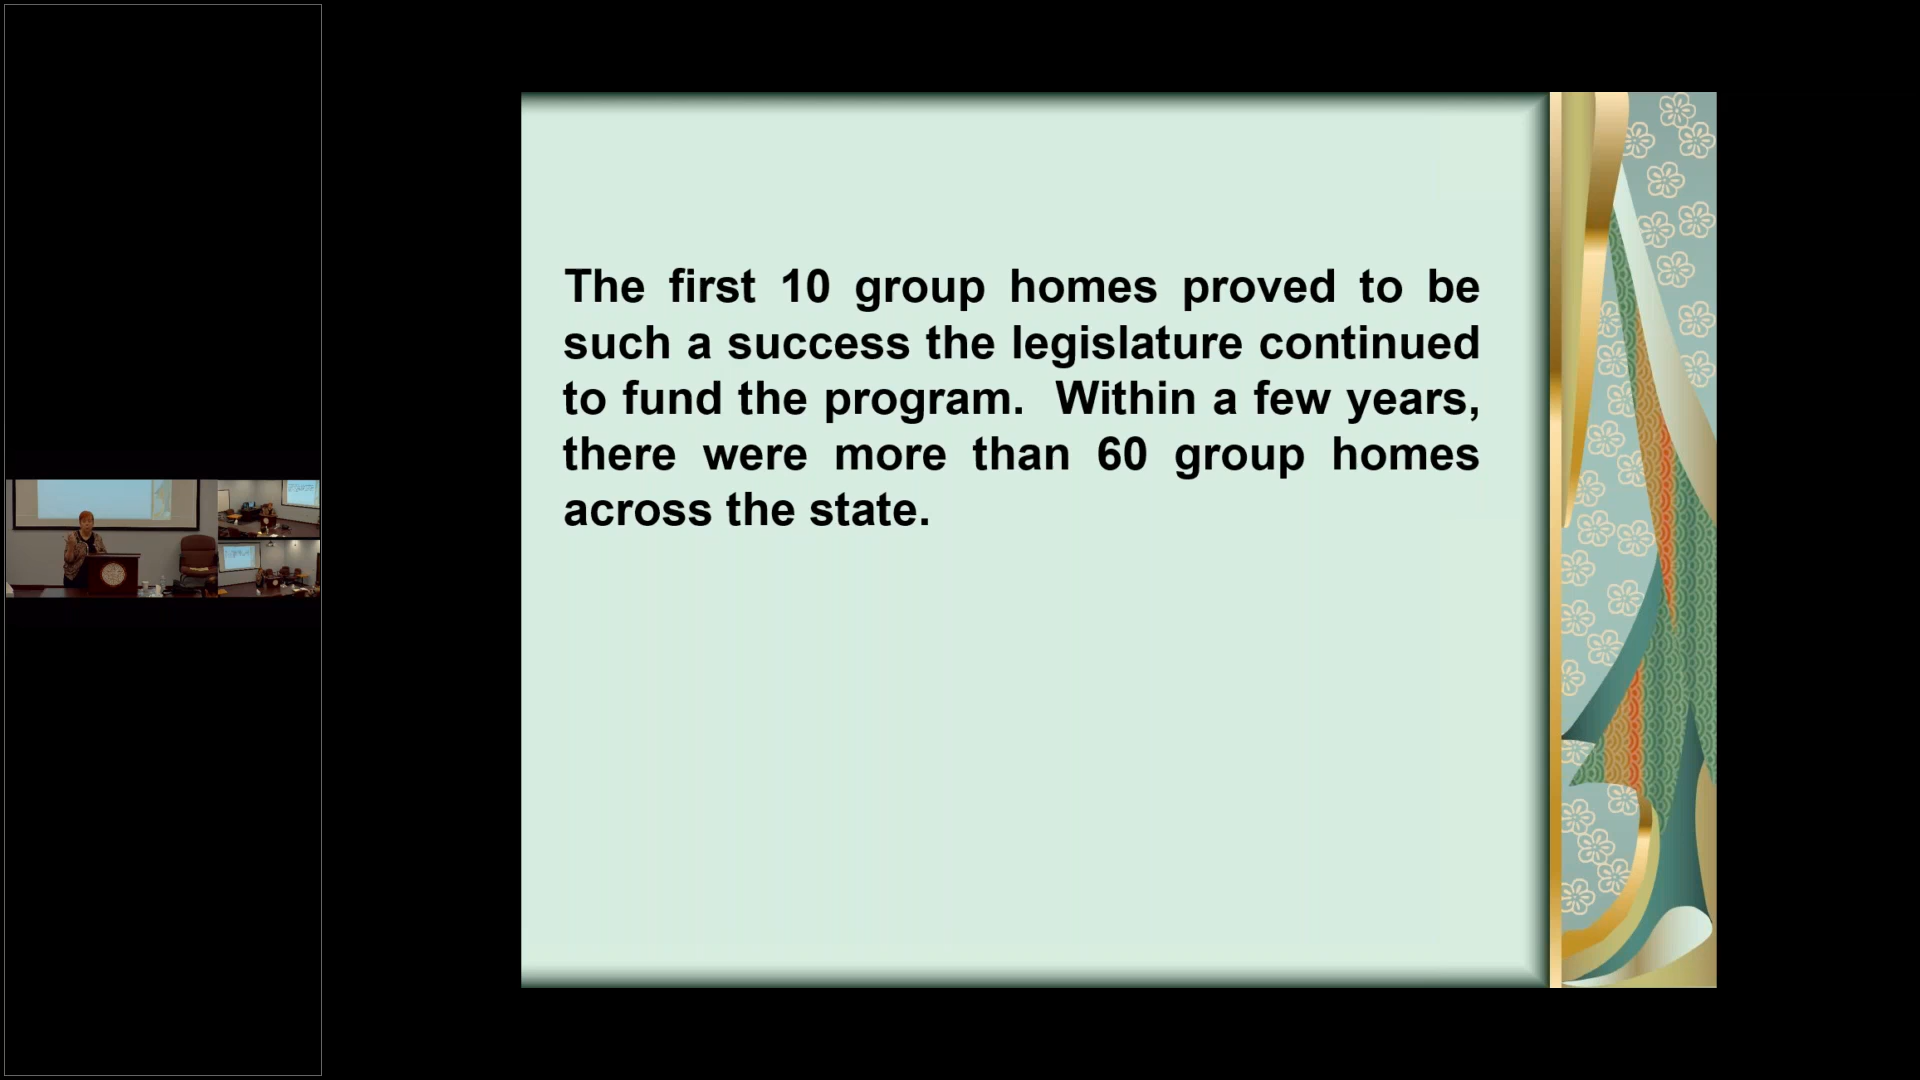 The first 10 group homes proved to be
such a success the legislature continued
to fund the program.  Within a few years,
there were more than 60 group homes
across the state.